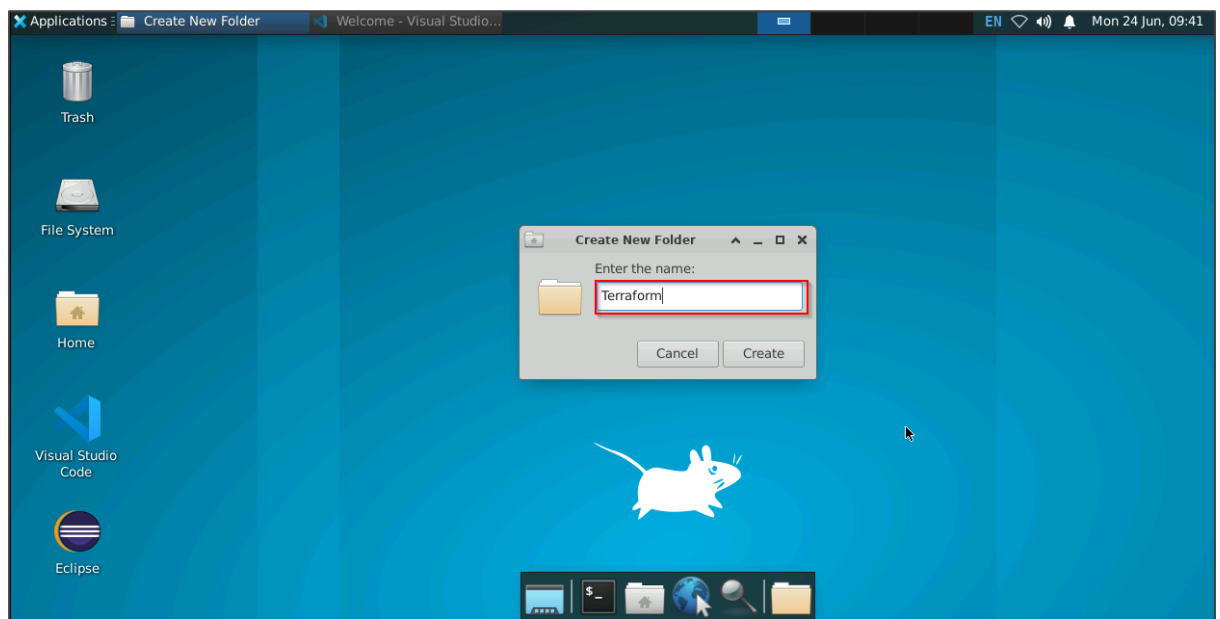 Applications
Create New Folder
Welcome - Visual Studio...
EN
Mon 24 Jun, 09:41
Trash
File System
Home
Visual Studio
Code
Eclipse
Create New Folder
Enter the name:
Terraform
Cancel
Create
$_